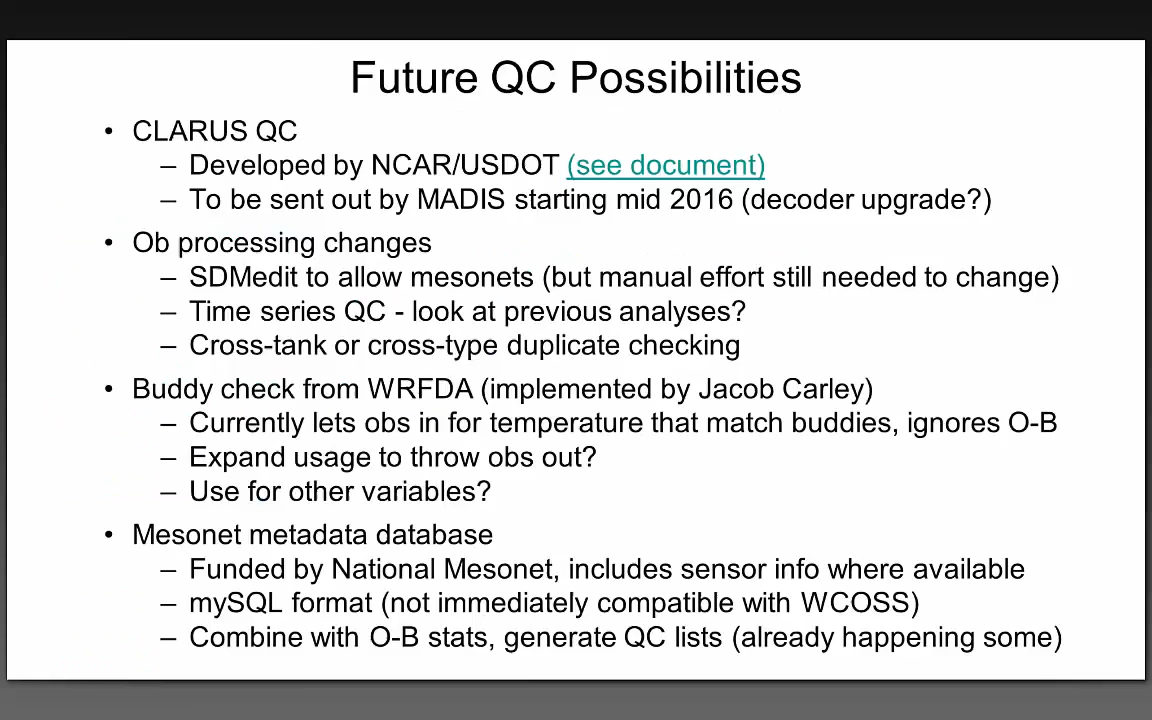 Future QC Possibilities
• CLARUS QC
– Developed by NCAR/USDOT (see document)
– To be sent out by MADIS starting mid 2016 (decoder upgrade?)
• Ob processing changes
– SDMedit to allow mesonets (but manual effort still needed to change)
– Time series QC - look at previous analyses?
– Cross-tank or cross-type duplicate checking
• Buddy check from WRFDA (implemented by Jacob Carley)
– Currently lets obs in for temperature that match buddies, ignores O-B
– Expand usage to throw obs out?
– Use for other variables?
• Mesonet metadata database
– Funded by National Mesonet, includes sensor info where available
– mySQL format (not immediately compatible with WCOSS)
– Combine with O-B stats, generate QC lists (already happening some)